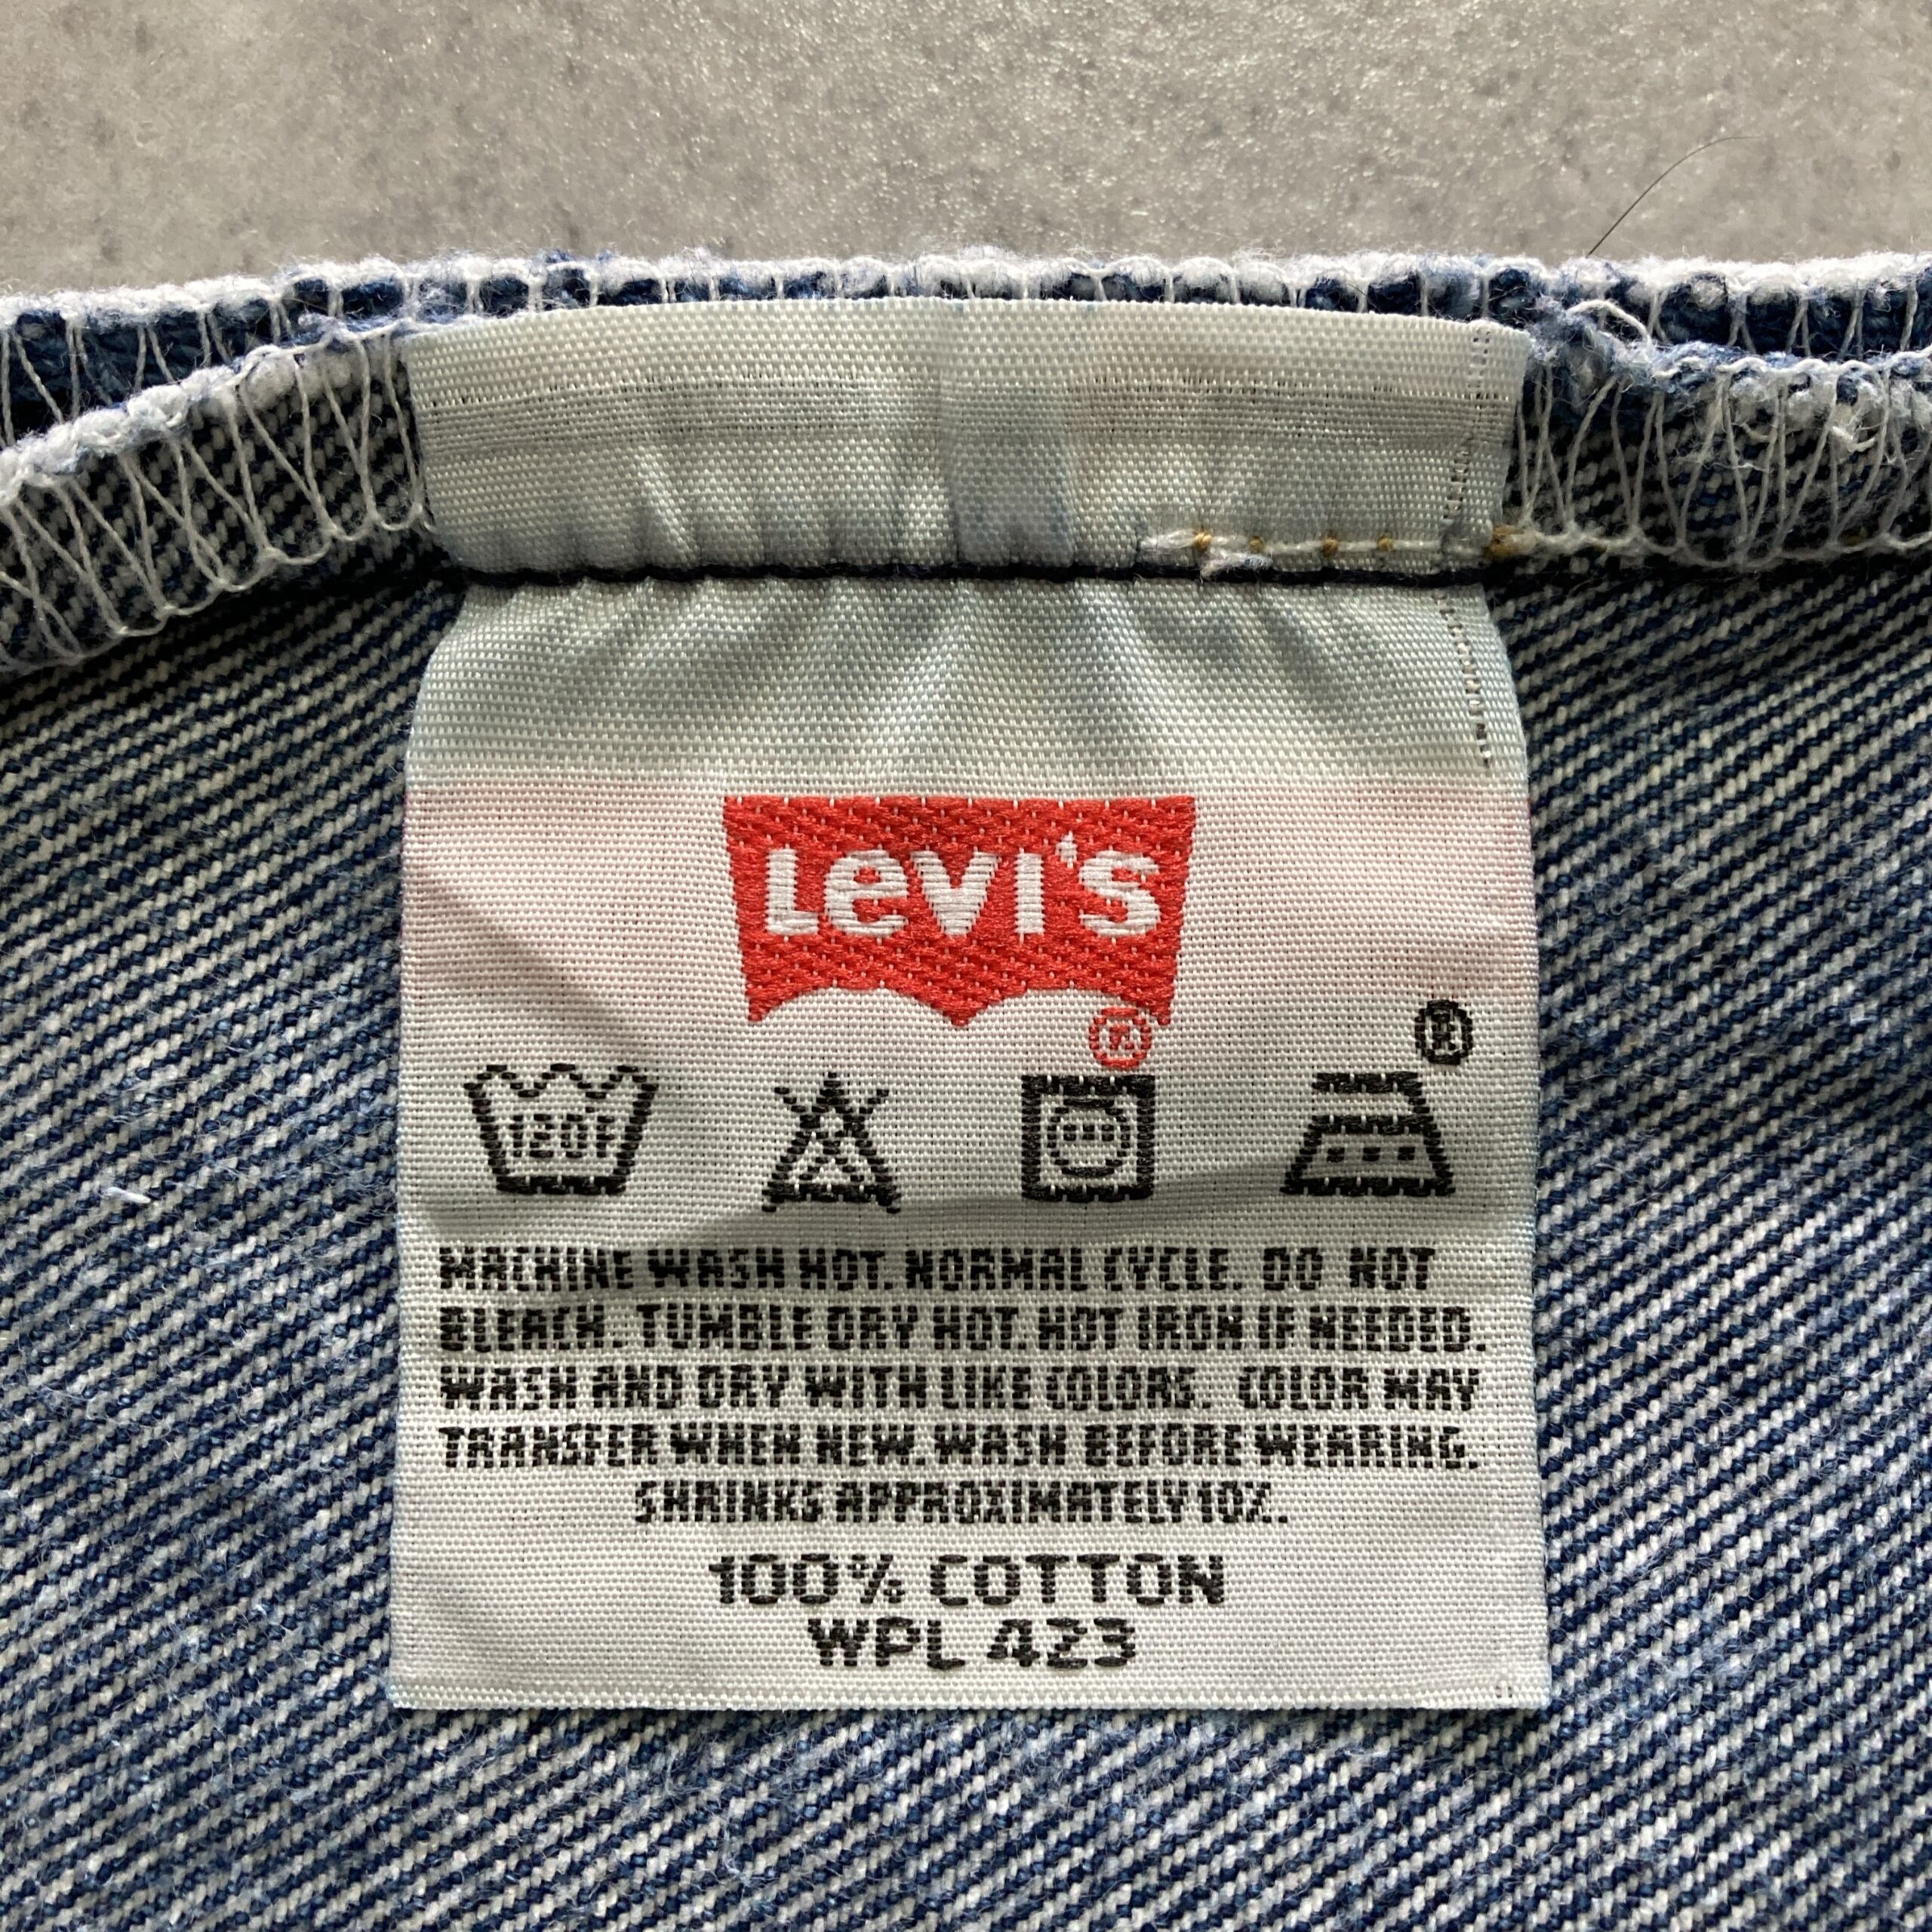 Levi's
®
®
120F
MACHINE WASH HOT. NORMAL CYCLE. DO NOT
BLEACH. TUMBLE DRY HOT. HOT IRON IF NEEDED.
WASH AND DRY WITH LIKE COLORS. COLOR MAY
TRANSFER WHEN NEW. WASH BEFORE WEARING.
SHRINKS APPROXIMATELY 10%.
100% COTTON
WPL 423